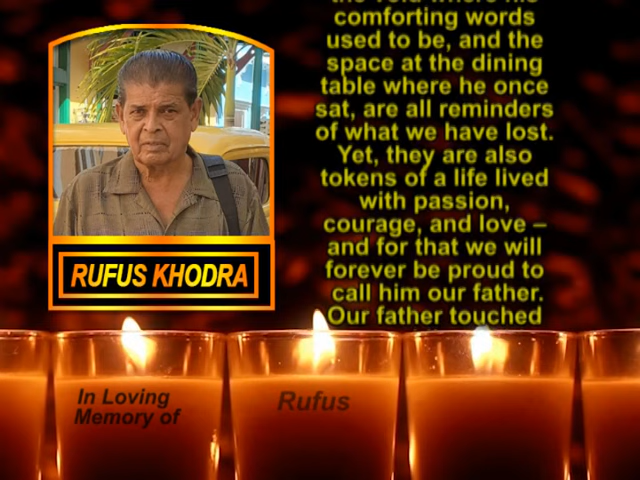 comforting words
used to be, and the
space at the dining
table where he once
sat, are all reminders
of what we have lost.
Yet, they are also
tokens of a life lived
with passion,
courage, and love –
and for that we will
forever be proud to
call him our father.
Our father touched
RUFUS KHODRA
In Loving
Memory of
Rufus